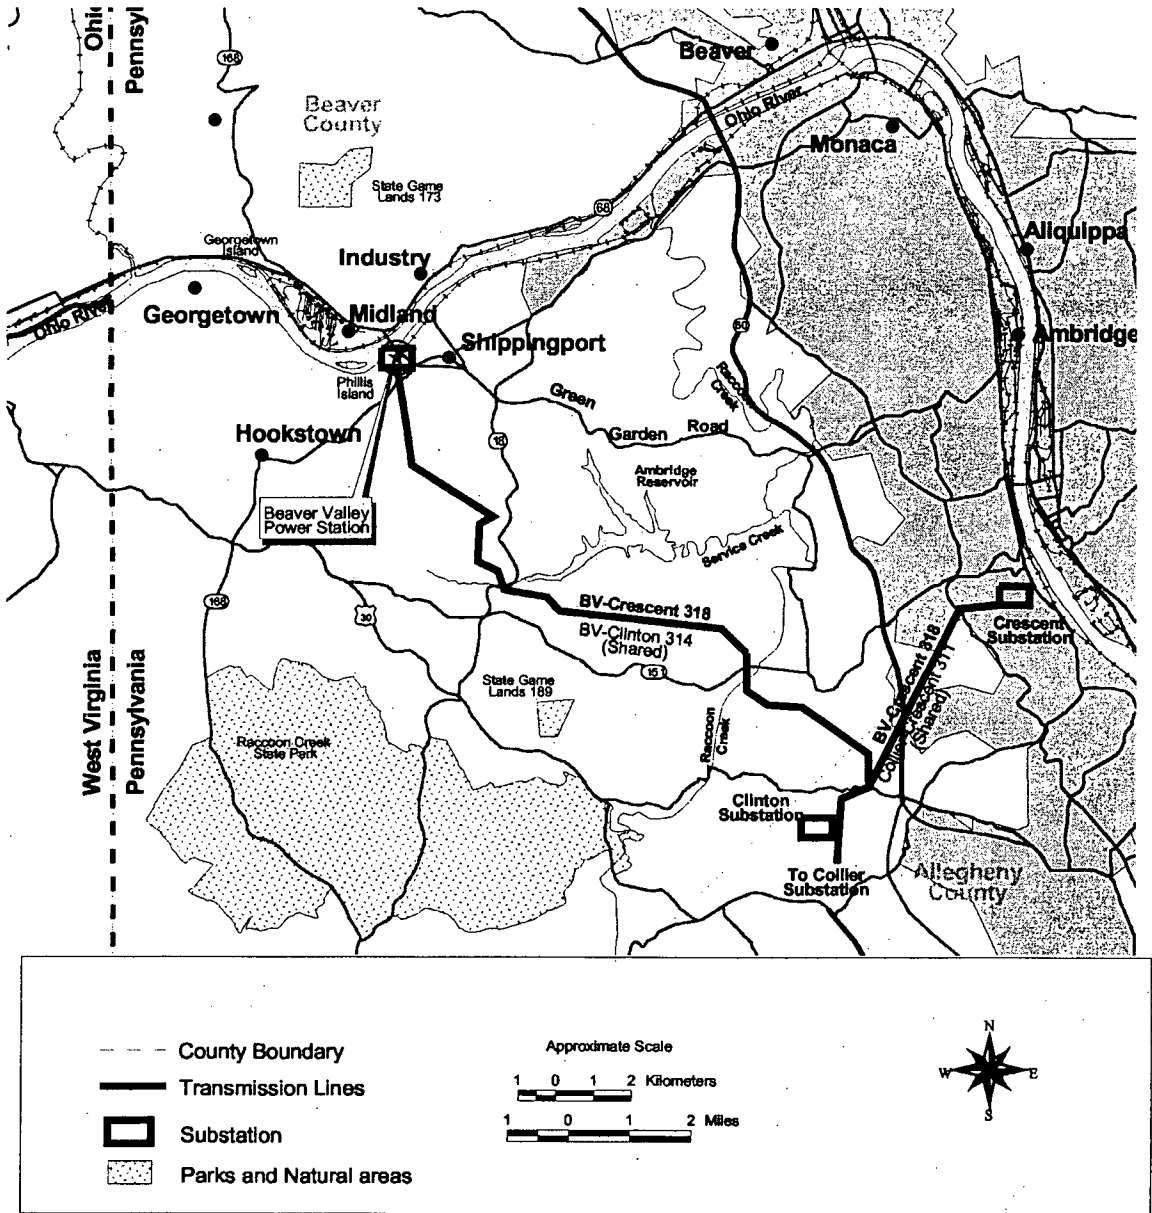 Ohio
Pennsyl
168
Beaver
Beaver
County
Ohio River
Monaca
State Game
Lands 173
68
Georgetown
Island
Industry
Aliquippa
Georgetown
Midland
Ohio River
60
Ambridge
Shippingport
Phillis
Island
Raccoon
Creek
Green
Garden Road
Hookstown
18
Ambridge
Reservoir
Beaver Valley
Power Station
Service Creek
168
30
BV-Crescent 318
BV-Clinton 314
(Shared)
Crescent
Substation
151
West Virginia
Pennsylvania
State Game
Lands 189
BV-Crescent 318
Collier-Crescent 311
(Shared)
Raccoon Creek
State Park
Raccoon
Creek
Clinton
Substation
To Collier
Substation
Allegheny
County
County Boundary
Transmission Lines
Substation
Parks and Natural areas
Approximate Scale
1 0 1 2 Kilometers
1 0 1 2 Miles
N
W E
S